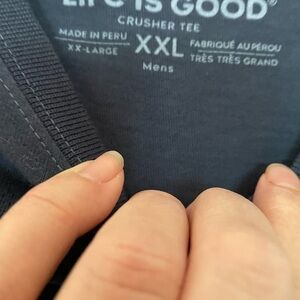 LIFE IS GOOD®
CRUSHER TEE
MADE IN PERU XXL FABRIQUÉ AU PÉROU
XX-LARGE TRÈS TRÈS GRAND
Mens